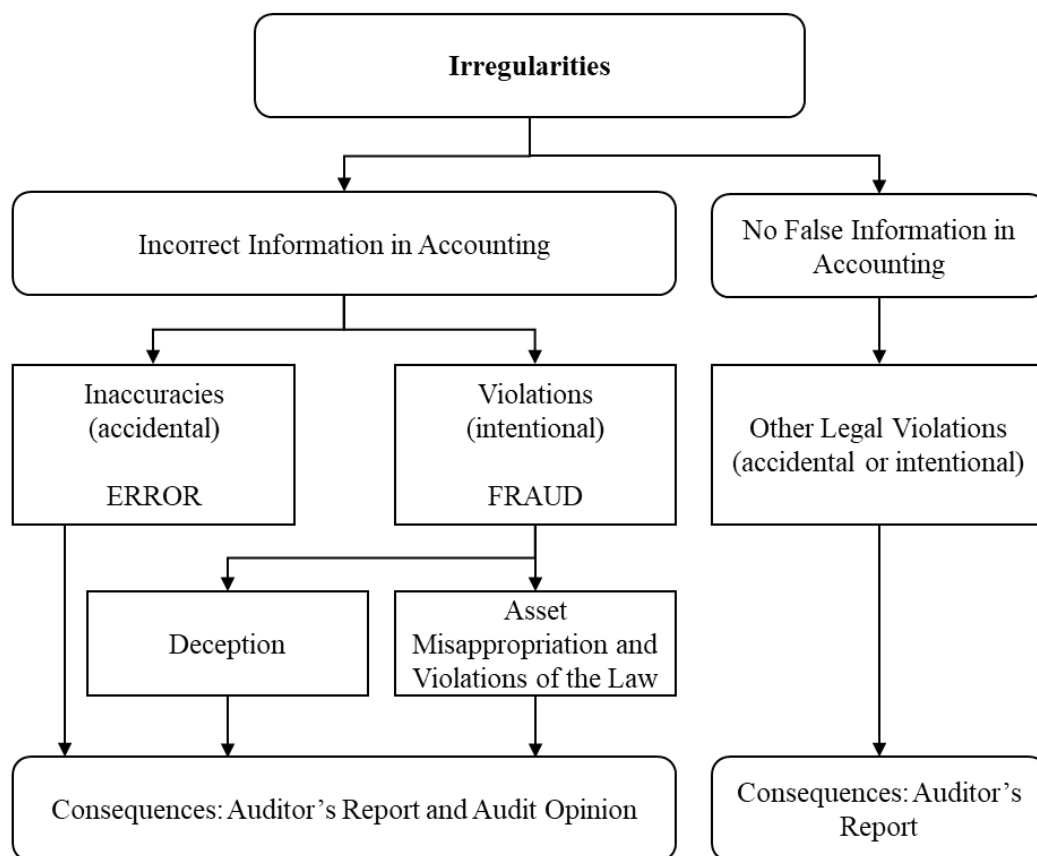 Irregularities
Incorrect Information in Accounting
No False Information in
Accounting
Inaccuracies
(accidental)
ERROR
Violations
(intentional)
FRAUD
Other Legal Violations
(accidental or intentional)
Deception
Asset
Misappropriation and
Violations of the Law
Consequences: Auditor’s Report and Audit Opinion
Consequences: Auditor’s
Report